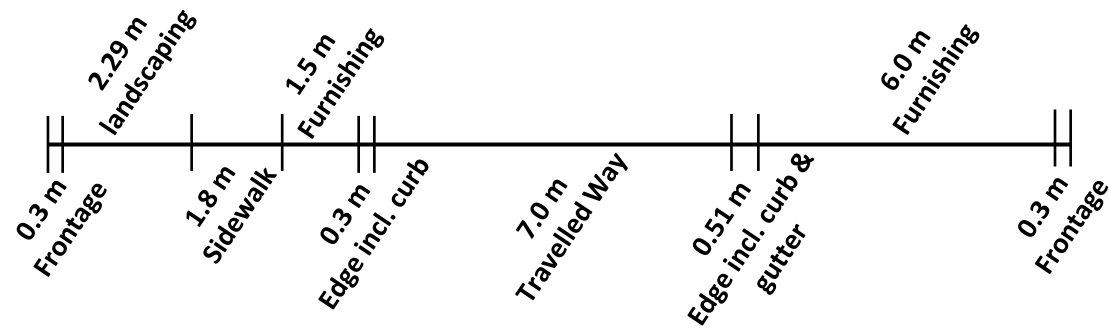 0.3 m
Frontage
2.29 m
landscaping
1.8 m
Sidewalk
1.5 m
Furnishing
0.3 m
Edge incl. curb
7.0 m
Travelled Way
0.51 m
Edge incl. curb &
gutter
6.0 m
Furnishing
0.3 m
Frontage